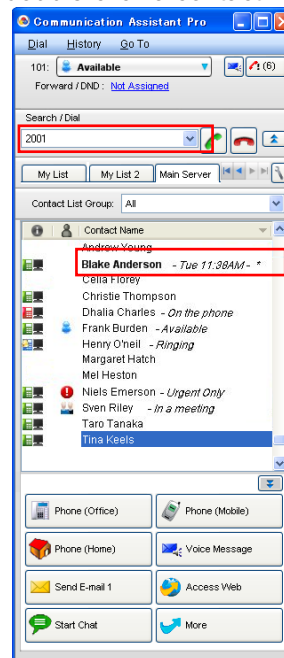 Communication Assistant Pro
Dial History Go To
101: Available (6)
Forward / DND : Not Assigned
Search / Dial
2001
My List My List 2 Main Server
Contact List Group: All
Contact Name
Andrew Young
Blake Anderson - Tue 11:38AM - *
Celia Florey
Christie Thompson
Dhalia Charles - On the phone
Frank Burden - Available
Henry O'neil - Ringing
Margaret Hatch
Mel Heston
Niels Emerson - Urgent Only
Sven Riley - In a meeting
Taro Tanaka
Tina Keels
Phone (Office) Phone (Mobile)
Phone (Home) Voice Message
Send E-mail 1 Access Web
Start Chat More